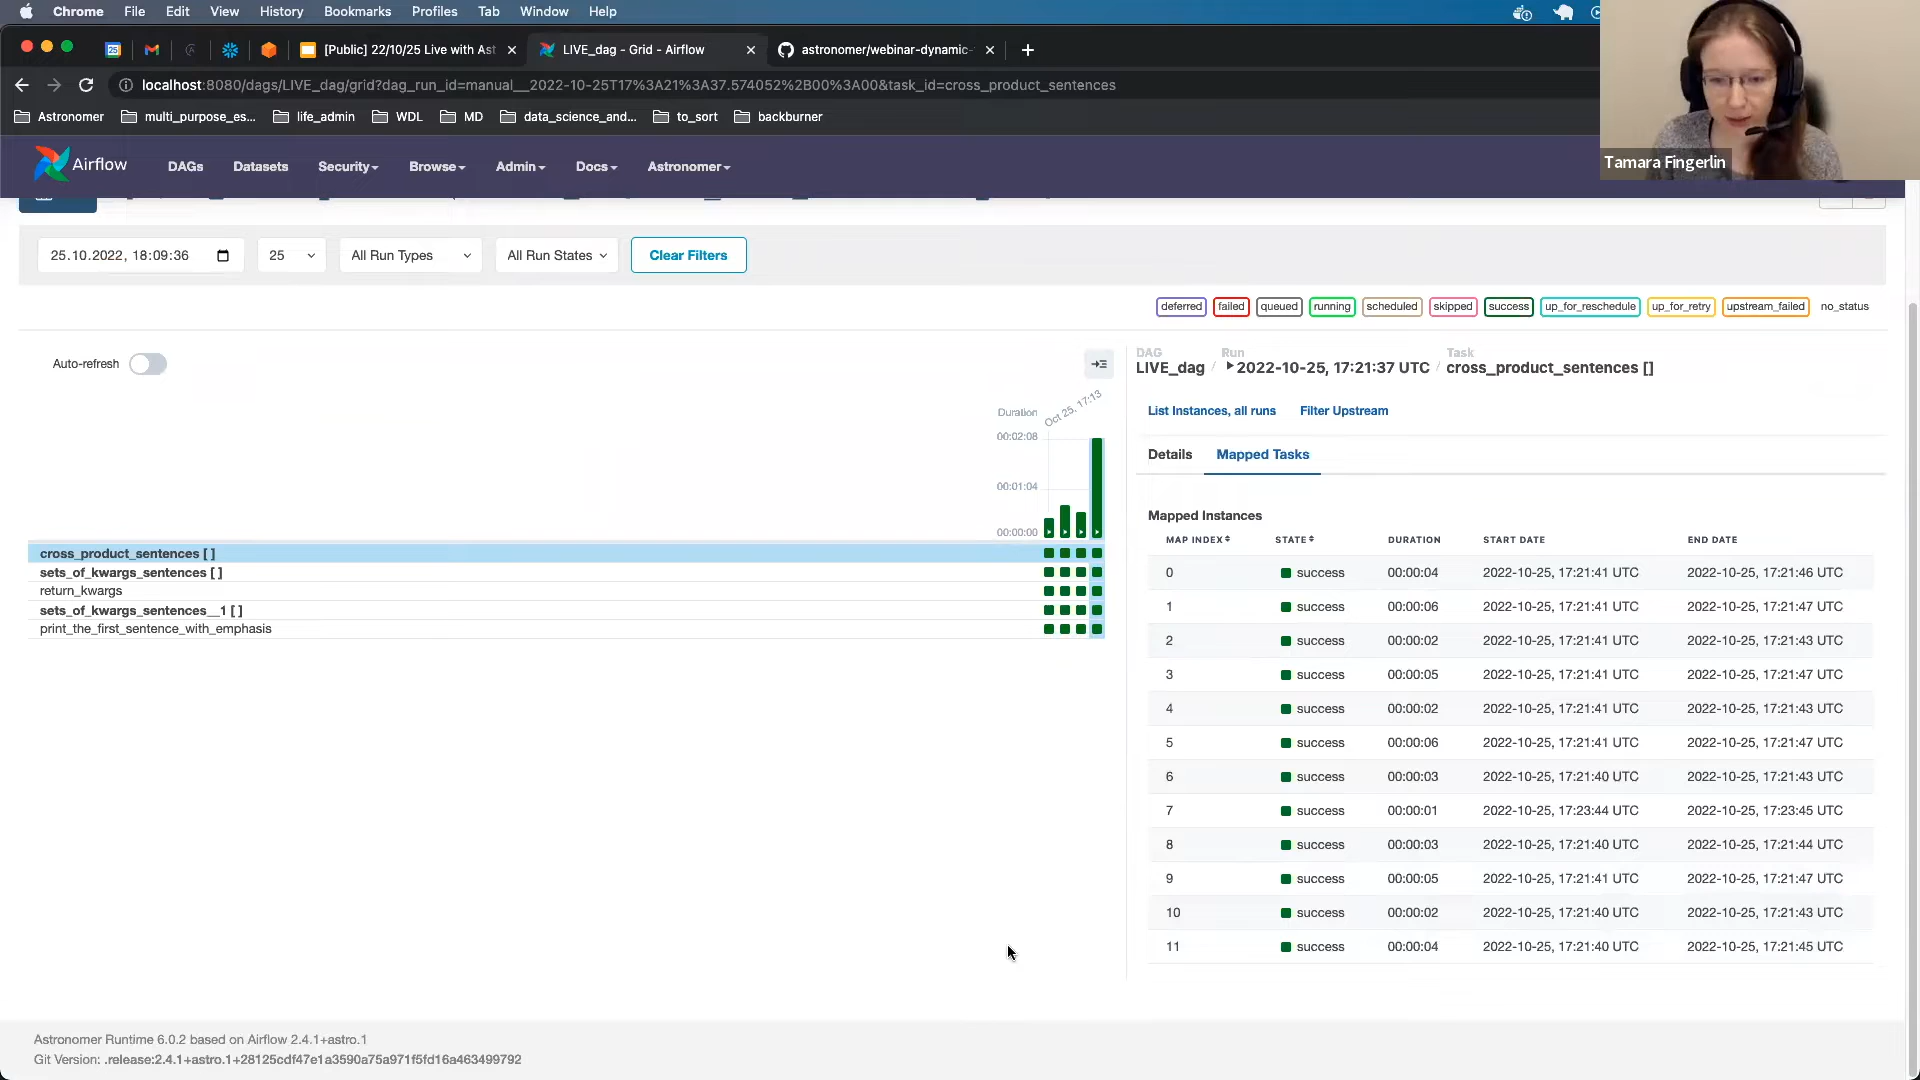 Chrome File Edit View History Bookmarks Profiles Tab Window Help
25 [Public] 22/10/25 Live with Ast LIVE_dag - Grid - Airflow astronomer/webinar-dynamic-
localhost:8080/dags/LIVE_dag/grid?dag_run_id=manual__2022-10-25T17%3A21%3A37.574052%2B00%3A00&task_id=cross_product_sentences
Astronomer multi_purpose_es... life_admin WDL MD data_science_and... to_sort backburner
Tamara Fingerlin
Airflow DAGs Datasets Security Browse Admin Docs Astronomer
25.10.2022, 18:09:36 25 All Run Types All Run States Clear Filters
deferred failed queued running scheduled skipped success up_for_reschedule up_for_retry upstream_failed no_status
Auto-refresh
Duration Oct 25, 17:13
00:02:08
00:01:04
00:00:00
cross_product_sentences [ ]
sets_of_kwargs_sentences [ ]
return_kwargs
sets_of_kwargs_sentences__1 [ ]
print_the_first_sentence_with_emphasis
DAG Run Task
LIVE_dag / 2022-10-25, 17:21:37 UTC / cross_product_sentences []
List Instances, all runs Filter Upstream
Details Mapped Tasks
Mapped Instances
MAP INDEX STATE DURATION START DATE END DATE
0 success 00:00:04 2022-10-25, 17:21:41 UTC 2022-10-25, 17:21:46 UTC
1 success 00:00:06 2022-10-25, 17:21:41 UTC 2022-10-25, 17:21:47 UTC
2 success 00:00:02 2022-10-25, 17:21:41 UTC 2022-10-25, 17:21:43 UTC
3 success 00:00:05 2022-10-25, 17:21:41 UTC 2022-10-25, 17:21:47 UTC
4 success 00:00:02 2022-10-25, 17:21:41 UTC 2022-10-25, 17:21:43 UTC
5 success 00:00:06 2022-10-25, 17:21:41 UTC 2022-10-25, 17:21:47 UTC
6 success 00:00:03 2022-10-25, 17:21:40 UTC 2022-10-25, 17:21:43 UTC
7 success 00:00:01 2022-10-25, 17:23:44 UTC 2022-10-25, 17:23:45 UTC
8 success 00:00:03 2022-10-25, 17:21:40 UTC 2022-10-25, 17:21:44 UTC
9 success 00:00:05 2022-10-25, 17:21:41 UTC 2022-10-25, 17:21:47 UTC
10 success 00:00:02 2022-10-25, 17:21:40 UTC 2022-10-25, 17:21:43 UTC
11 success 00:00:04 2022-10-25, 17:21:40 UTC 2022-10-25, 17:21:45 UTC
Astronomer Runtime 6.0.2 based on Airflow 2.4.1+astro.1
Git Version: .release:2.4.1+astro.1+28125cdf47e1a3590a75a971f5fd16a463499792